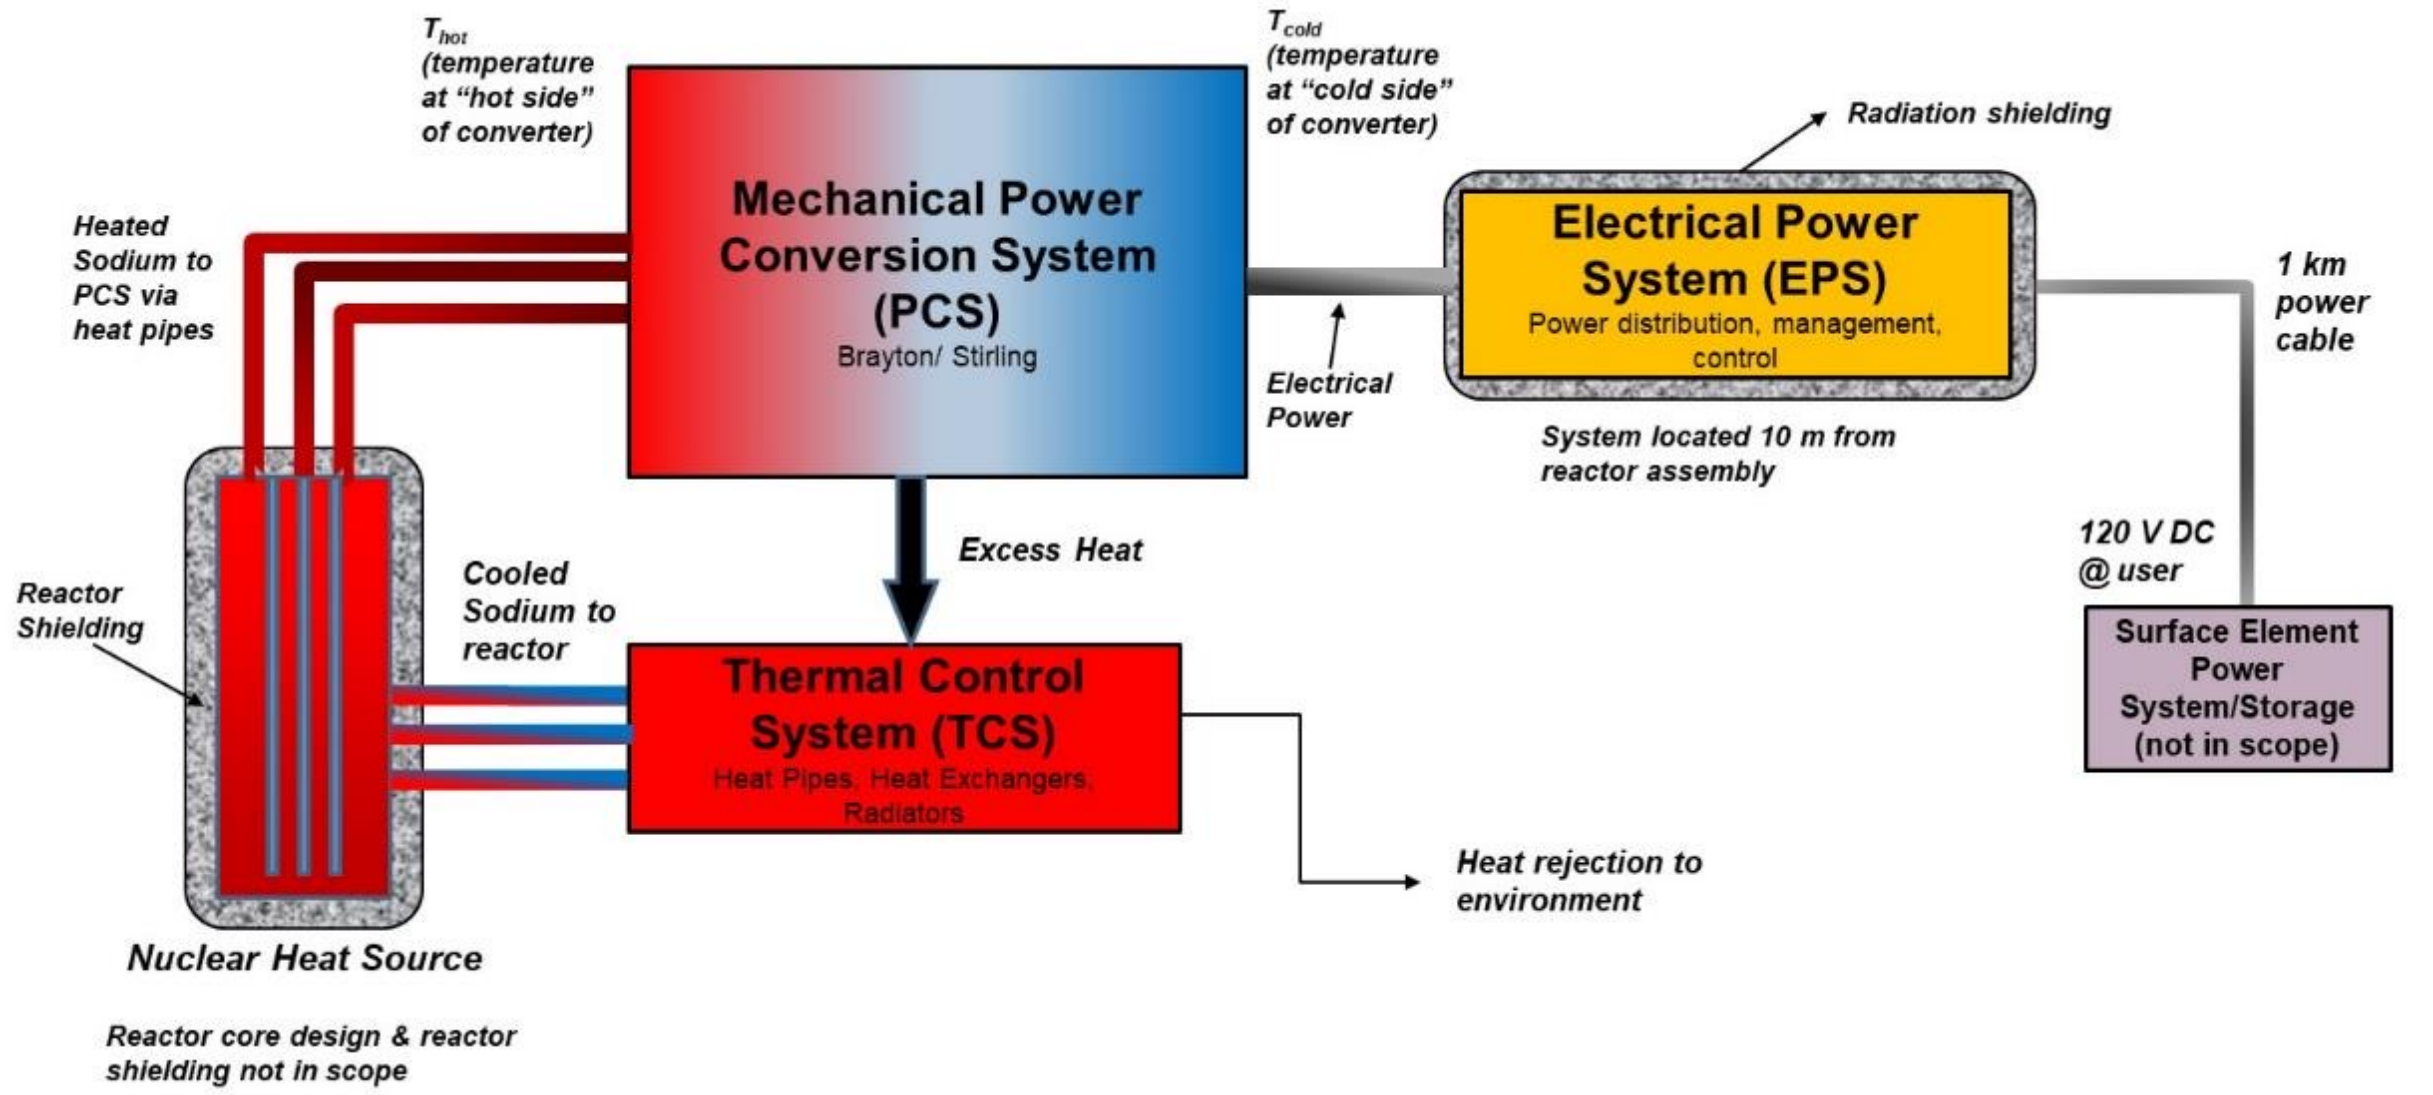 T_hot
(temperature
at “hot side”
of converter)
T_cold
(temperature
at “cold side”
of converter)
Radiation shielding
Heated
Sodium to
PCS via
heat pipes
Mechanical Power
Conversion System
(PCS)
Brayton/ Stirling
Electrical Power
System (EPS)
Power distribution, management,
control
1 km
power
cable
Electrical
Power
System located 10 m from
reactor assembly
Excess Heat
120 V DC
@ user
Reactor
Shielding
Cooled
Sodium to
reactor
Thermal Control
System (TCS)
Heat Pipes, Heat Exchangers,
Radiators
Surface Element
Power
System/Storage
(not in scope)
Heat rejection to
environment
Nuclear Heat Source
Reactor core design & reactor
shielding not in scope